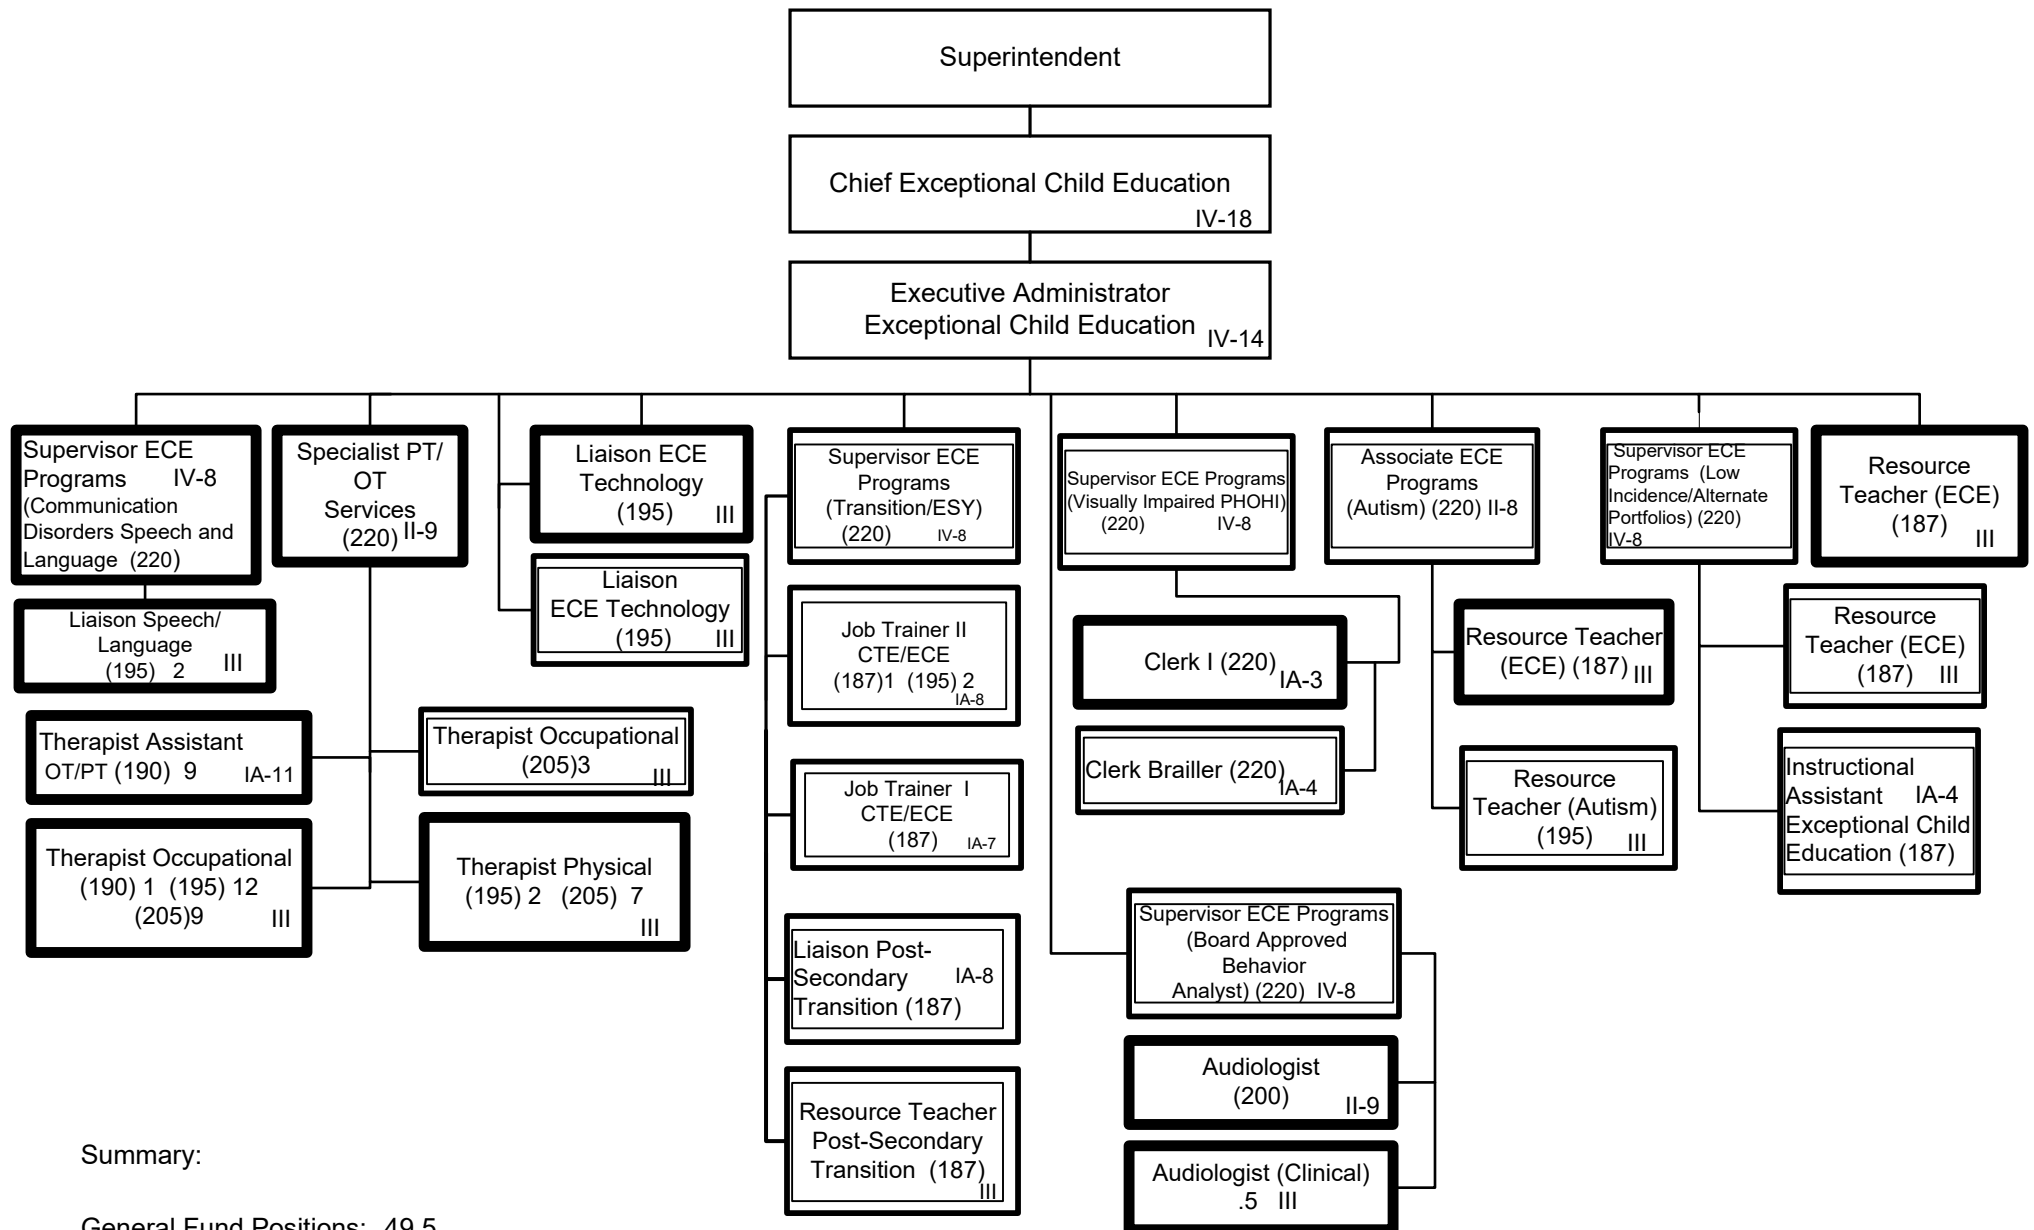 Superintendent
Chief Exceptional Child Education
IV-18
Executive Administrator
Exceptional Child Education
IV-14
Supervisor ECE
Programs IV-8
(Communication
Disorders Speech and
Language (220)
Liaison Speech/
Language
(195) 2 III
Specialist PT/
OT
Services
(220) II-9
Therapist Assistant
OT/PT (190) 9 IA-11
Therapist Occupational
(190) 1 (195) 12
(205)9 III
Therapist Occupational
(205)3
III
Therapist Physical
(195) 2 (205) 7
III
Liaison ECE
Technology
(195) III
Liaison
ECE Technology
(195) III
Supervisor ECE
Programs
(Transition/ESY)
(220) IV-8
Job Trainer II
CTE/ECE
(187)1 (195) 2
IA-8
Job Trainer I
CTE/ECE
(187) IA-7
Liaison Post-
Secondary IA-8
Transition (187)
Resource Teacher
Post-Secondary
Transition (187)
III
Supervisor ECE Programs
(Visually Impaired PHOHI)
(220) IV-8
Clerk I (220)
IA-3
Clerk Brailler (220)
IA-4
Supervisor ECE Programs
(Board Approved
Behavior
Analyst) (220) IV-8
Audiologist
(200)
II-9
Audiologist (Clinical)
.5 III
Associate ECE
Programs
(Autism) (220) II-8
Resource Teacher
(ECE) (187) III
Resource
Teacher (Autism)
(195) III
Supervisor ECE
Programs (Low
Incidence/Alternate
Portfolios) (220)
IV-8
Resource
Teacher (ECE)
(187) III
Instructional
Assistant IA-4
Exceptional Child
Education (187)
Resource
Teacher (ECE)
(187) III
Summary:
General Fund Positions: 49.5